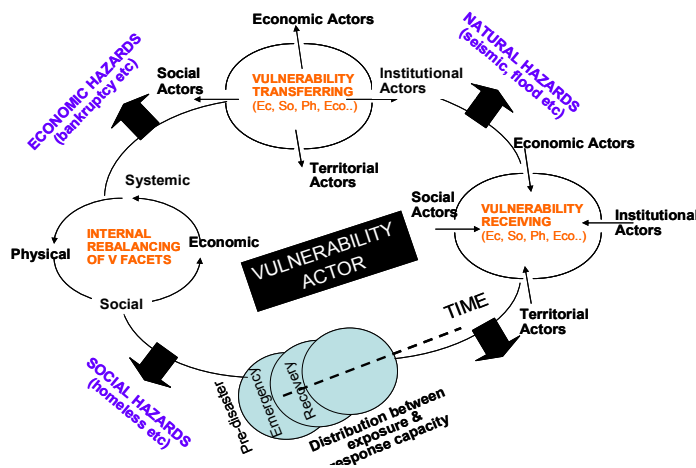 Economic Actors
ECONOMIC HAZARDS
(bankruptcy etc)
Social
Actors
VULNERABILITY
TRANSFERRING
(Ec, So, Ph, Eco..)
Institutional
Actors
NATURAL HAZARDS
(seismic, flood etc)
Territorial
Actors
Economic Actors
Social
Actors
VULNERABILITY
RECEIVING
(Ec, So, Ph, Eco..)
Institutional
Actors
Territorial
Actors
Systemic
Physical
INTERNAL
REBALANCING
OF V FACETS
Economic
Social
VULNERABILITY
ACTOR
TIME
SOCIAL HAZARDS
(homeless etc)
Pre-disaster
Emergency
Recovery
Distribution between
exposure &
response capacity